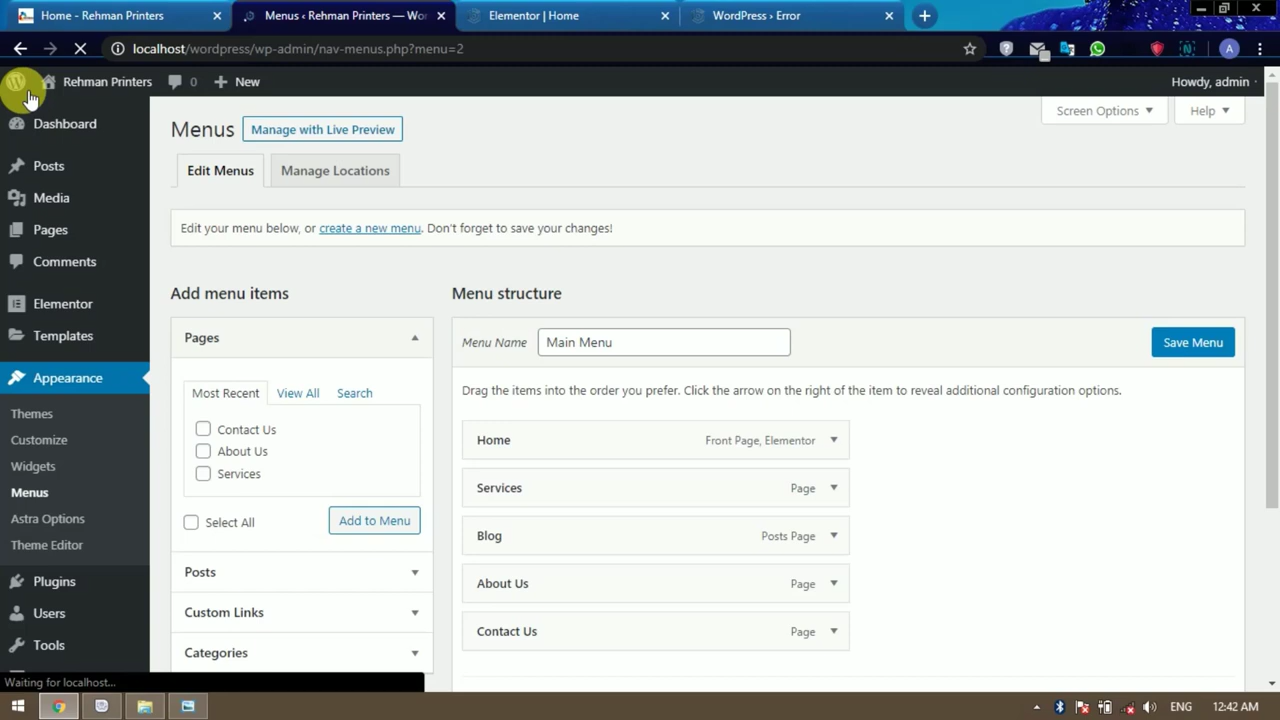 Home - Rehman Printers
Menus ‹ Rehman Printers — Wor
Elementor | Home
WordPress › Error
localhost/wordpress/wp-admin/nav-menus.php?menu=2
A
Rehman Printers
0
New
Howdy, admin
Dashboard
Posts
Media
Pages
Comments
Elementor
Templates
Appearance
Themes
Customize
Widgets
Menus
Astra Options
Theme Editor
Plugins
Users
Tools
Menus
Manage with Live Preview
Screen Options
Help
Edit Menus
Manage Locations
Edit your menu below, or create a new menu. Don't forget to save your changes!
Add menu items
Pages
Most Recent
View All
Search
Contact Us
About Us
Services
Select All
Add to Menu
Posts
Custom Links
Categories
Menu structure
Menu Name
Main Menu
Save Menu
Drag the items into the order you prefer. Click the arrow on the right of the item to reveal additional configuration options.
Home
Front Page, Elementor
Services
Page
Blog
Posts Page
About Us
Page
Contact Us
Page
Waiting for localhost...
ENG
12:42 AM